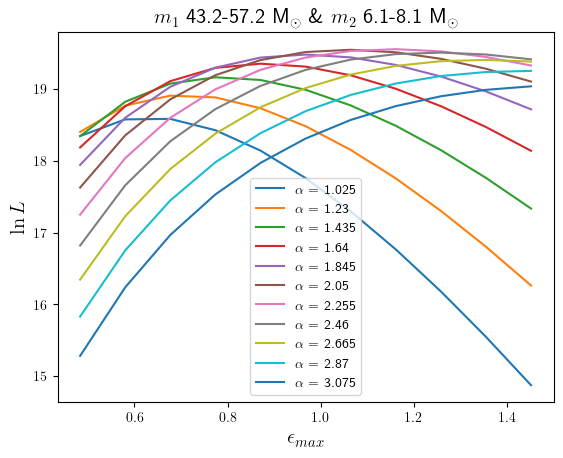 m₁ 43.2-57.2 M⊙ & m₂ 6.1-8.1 M⊙
ln L
19
18
17
16
15
α = 1.025
α = 1.23
α = 1.435
α = 1.64
α = 1.845
α = 2.05
α = 2.255
α = 2.46
α = 2.665
α = 2.87
α = 3.075
0.6 0.8 1.0 1.2 1.4
ϵmax